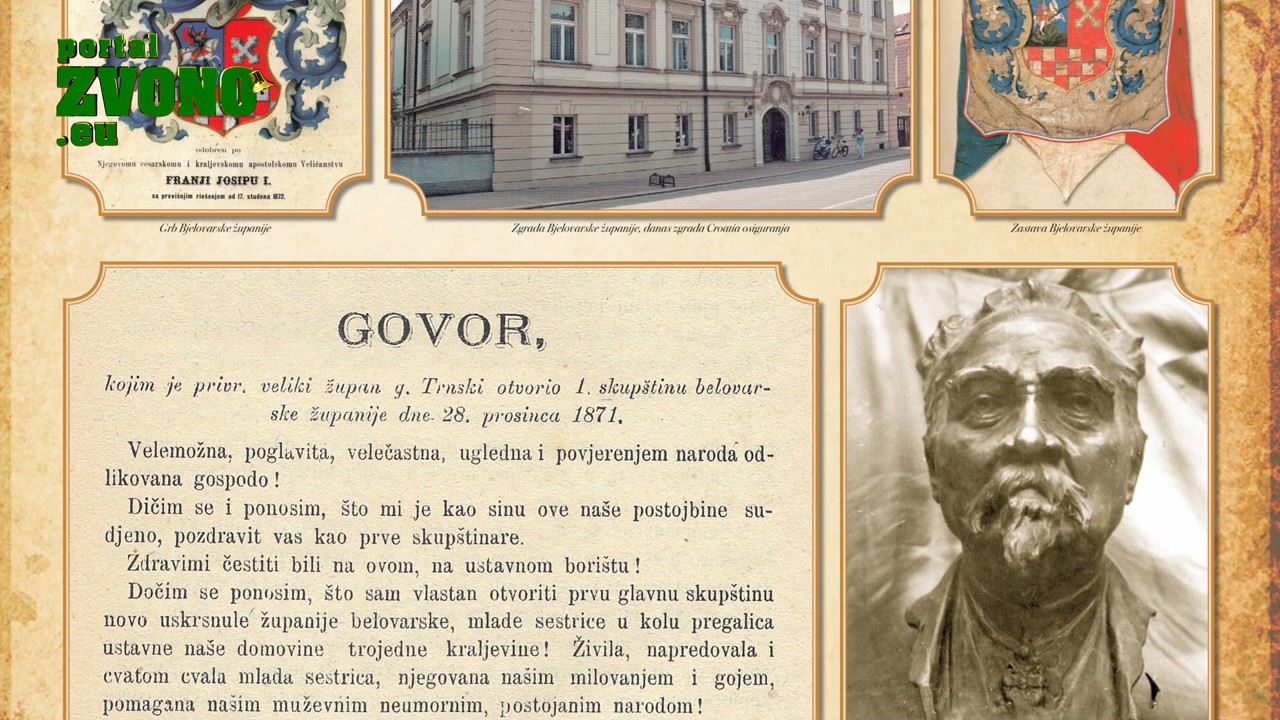 portal
ZVONO
.eu
odobren po
Njegovomu cesarskomu i kraljevskomu apostolskomu Veličanstvu
FRANJI JOSIPU I.
sa previšnjim riešenjem od 17. studena 1872.
Grb Bjelovarske županije
Zgrada Bjelovarske županije, danas zgrada Croatia osiguranja
Zastava Bjelovarske županije
GOVOR,
kojim je privr. veliki župan g. Trnski otvorio 1. skupštinu belovar-
ske županije dne 28. prosinca 1871.
Velemožna, poglavita, velečastna, ugledna i povjerenjem naroda od-
likovana gospodo!
Dičim se i ponosim, što mi je kao sinu ove naše postojbine su-
djeno, pozdravit vas kao prve skupštinare.
Zdravimi čestiti bili na ovom, na ustavnom borištu!
Dočim se ponosim, što sam vlastan otvoriti prvu glavnu skupštinu
novo uskrsnule županije belovarske, mlade sestrice u kolu pregalica
ustavne naše domovine trojedne kraljevine! Živila, napredovala i
cvatom cvala mlada sestrica, njegovana našim milovanjem i gojem,
pomagana našim muževnim neumornim, postojanim narodom!